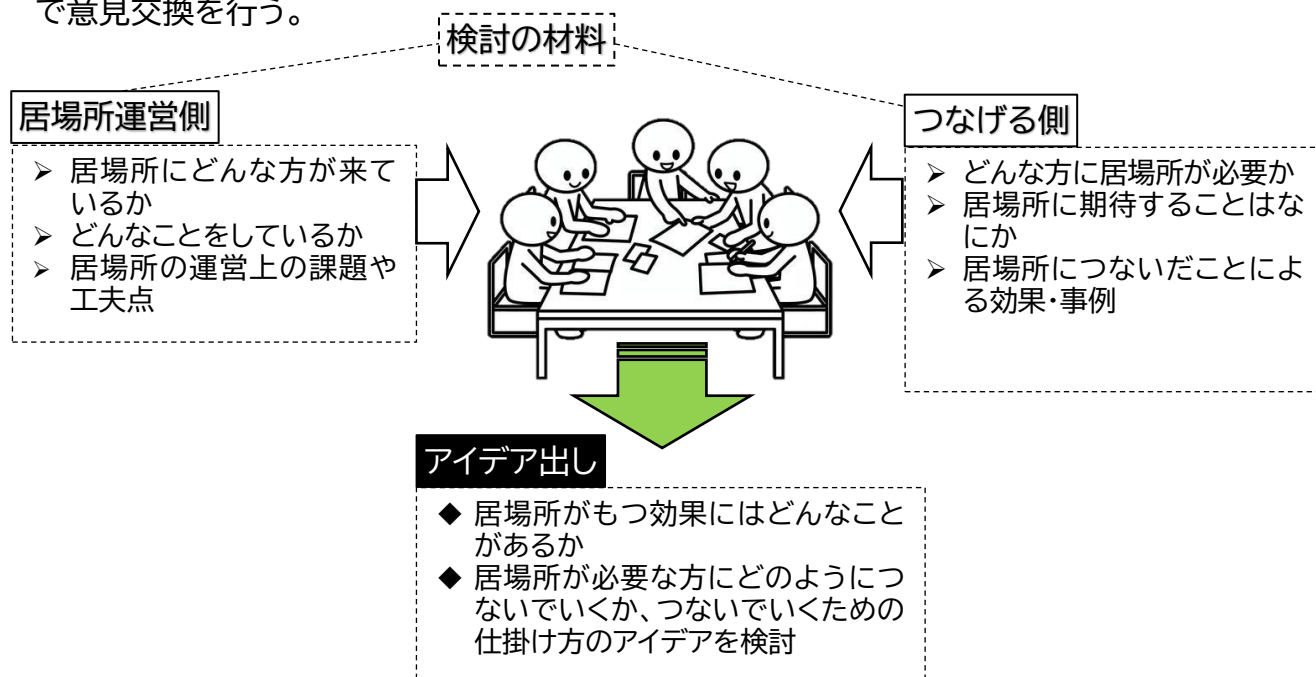 で意見交換を行う。
検討の材料
居場所運営側
➢ 居場所にどんな方が来て
いるか
➢ どんなことをしているか
➢ 居場所の運営上の課題や
工夫点
つなげる側
➢ どんな方に居場所が必要か
➢ 居場所に期待することはな
にか
➢ 居場所につないだことによ
る効果・事例
アイデア出し
◆ 居場所がもつ効果にはどんなこと
があるか
◆ 居場所が必要な方にどのようにつ
ないでいくか、つないでいくための
仕掛け方のアイデアを検討